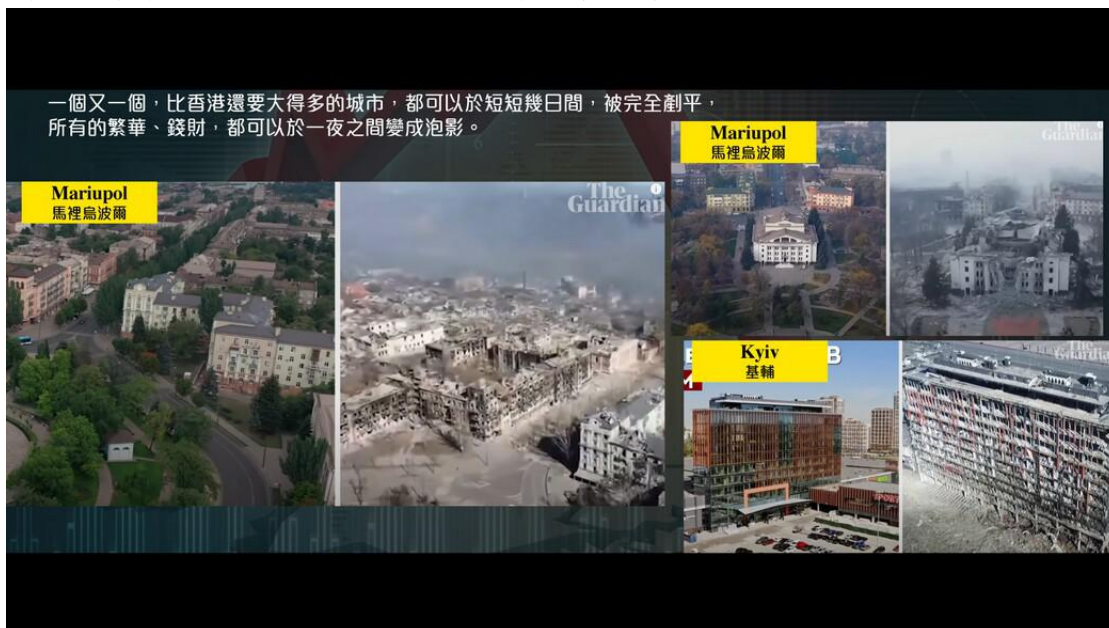 一個又一個，比香港還要大得多的城市，都可以於短短幾日間，被完全剷平，
所有的繁華、錢財，都可以於一夜之間變成泡影。
Mariupol
馬裡烏波爾
The
Guardian
Mariupol
馬裡烏波爾
The
Guardian
Kyiv
基輔
В
Guardia